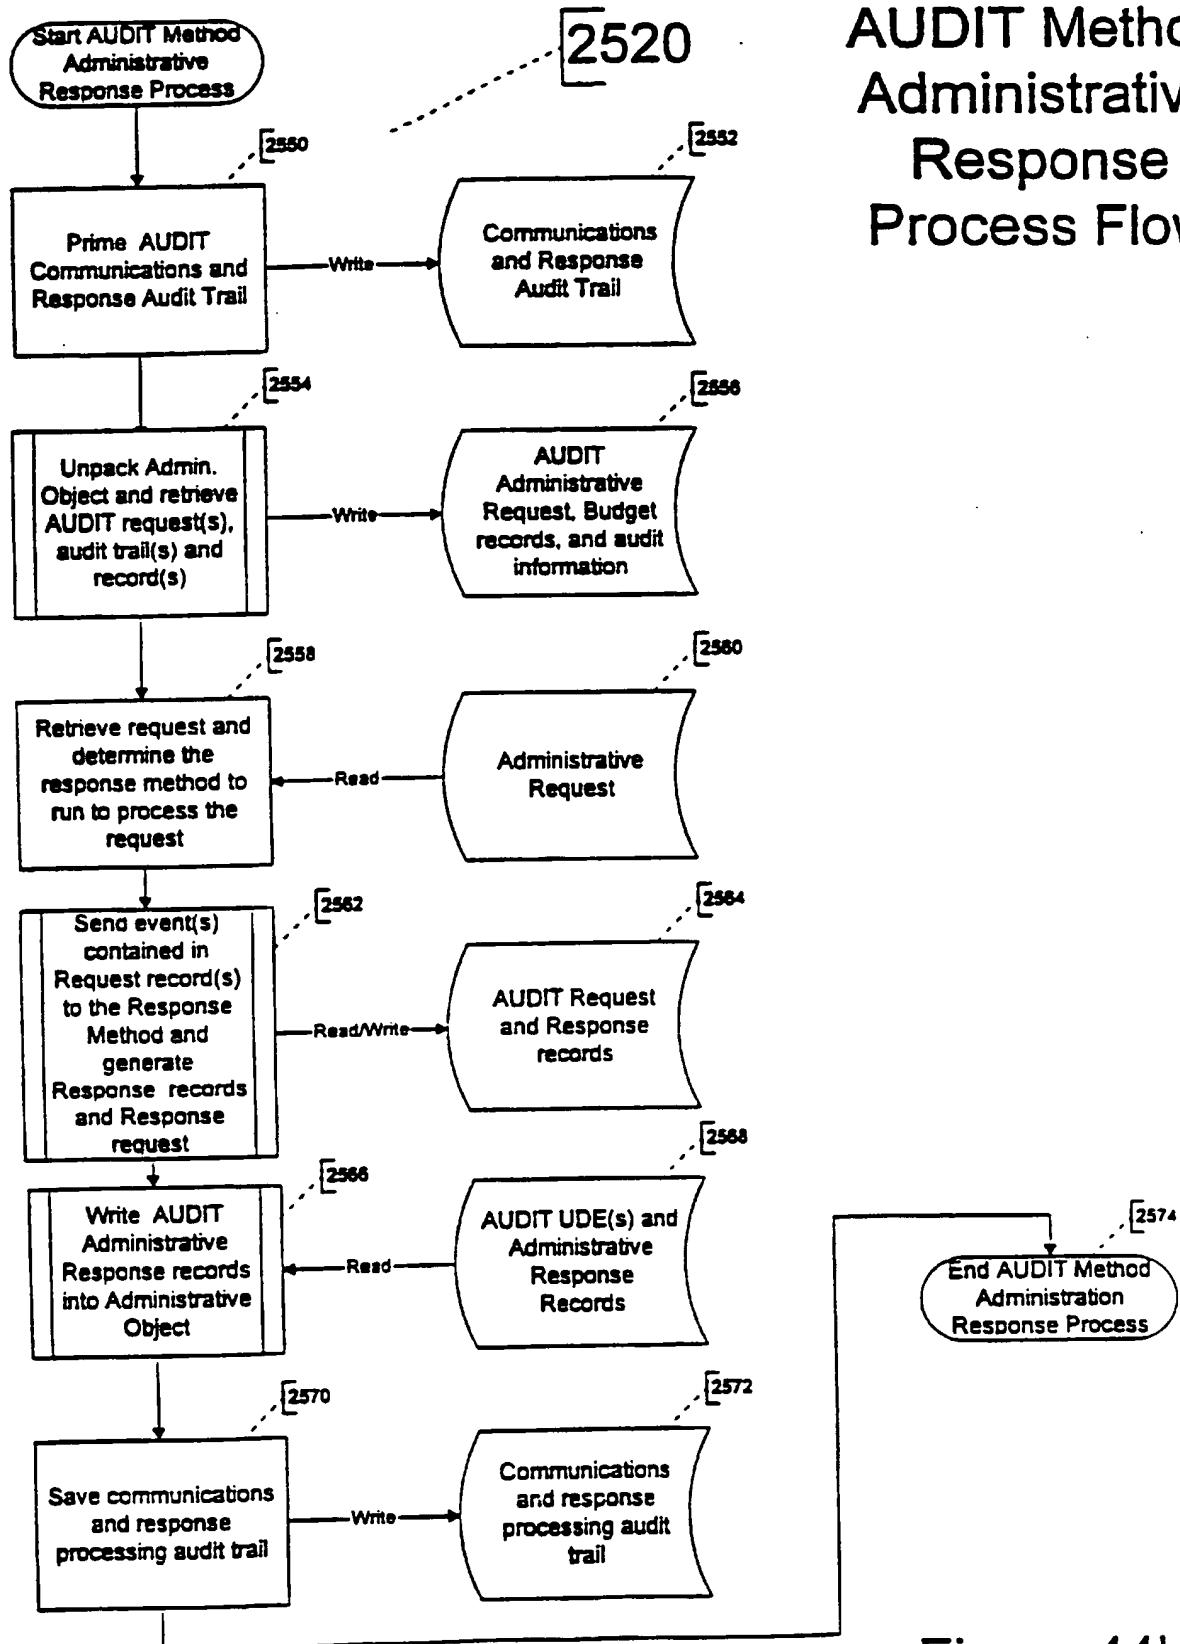 Start AUDIT Method
Administrative
Response Process
2520
AUDIT Metho
Administrativ
Response
Process Flow
2550
Prime AUDIT
Communications and
Response Audit Trail
Write
2552
Communications
and Response
Audit Trail
2554
Unpack Admin.
Object and retrieve
AUDIT request(s),
audit trail(s) and
record(s)
Write
2556
AUDIT
Administrative
Request, Budget
records, and audit
information
2558
Retrieve request and
determine the
response method to
run to process the
request
Read
2560
Administrative
Request
2562
Send event(s)
contained in
Request record(s)
to the Response
Method and
generate
Response records
and Response
request
Read/Write
2564
AUDIT Request
and Response
records
2566
Write AUDIT
Administrative
Response records
into Administrative
Object
Read
2568
AUDIT UDE(s) and
Administrative
Response
Records
2570
Save communications
and response
processing audit trail
Write
2572
Communications
and response
processing audit
trail
2574
End AUDIT Method
Administration
Response Process